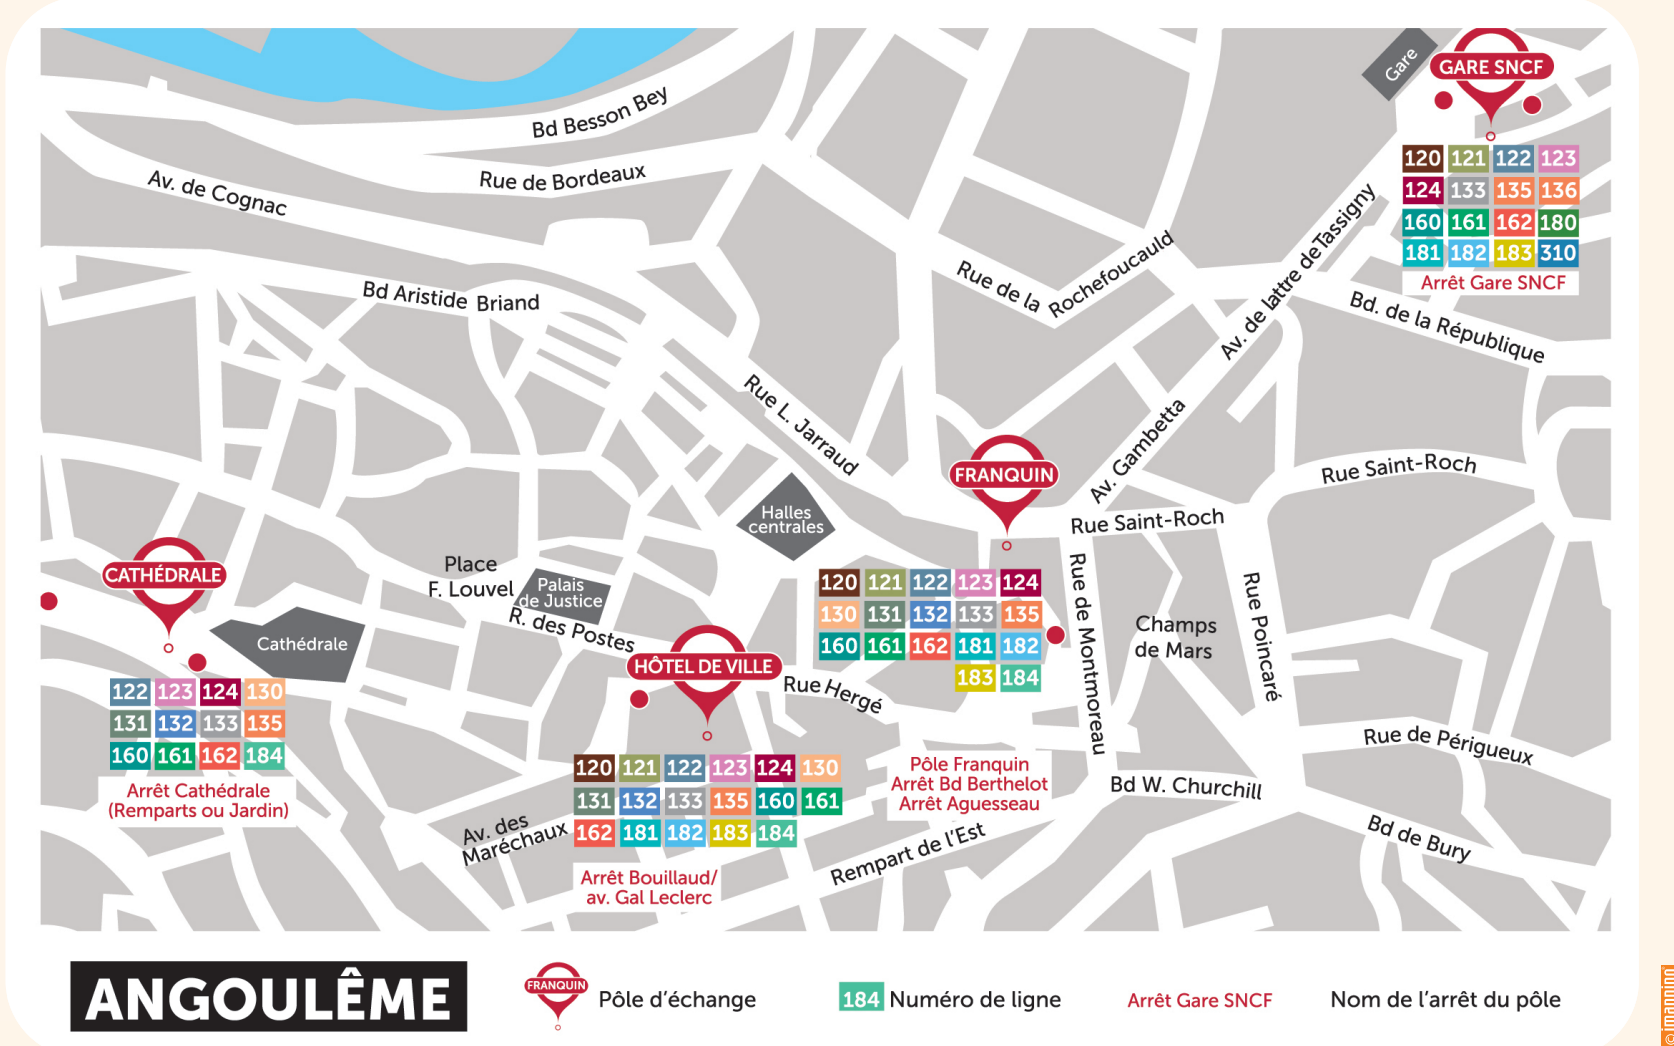 Gare
GARE SNCF
120 121 122 123
124 133 135 136
160 161 162 180
181 182 183 310
Arrêt Gare SNCF
Bd Besson Bey
Rue de Bordeaux
Av. de Cognac
Bd Aristide Briand
Rue de la Rochefoucauld
Av. de lattre de Tassigny
Bd. de la République
Rue L. Jarraud
Av. Gambetta
Rue Saint-Roch
FRANQUIN
Rue Saint-Roch
Halles
centrales
CATHÉDRALE
Cathédrale
Place
F. Louvel
Palais
de Justice
R. des Postes
HÔTEL DE VILLE
Rue Hergé
120 121 122 123 124
130 131 132 133 135
160 161 162 181 182
183 184
Rue de Montmoreau
Champs
de Mars
Rue Poincaré
122 123 124 130
131 132 133 135
160 161 162 184
Arrêt Cathédrale
(Remparts ou Jardin)
120 121 122 123 124 130
131 132 133 135 160 161
162 181 182 183 184
Arrêt Bouillaud/
av. Gal Leclerc
Av. des
Maréchaux
Pôle Franquin
Arrêt Bd Berthelot
Arrêt Aguesseau
Rempart de l'Est
Bd W. Churchill
Rue de Périgueux
Bd de Bury
ANGOULÊME
FRANQUIN
Pôle d'échange
184 Numéro de ligne
Arrêt Gare SNCF
Nom de l'arrêt du pôle
© imagning